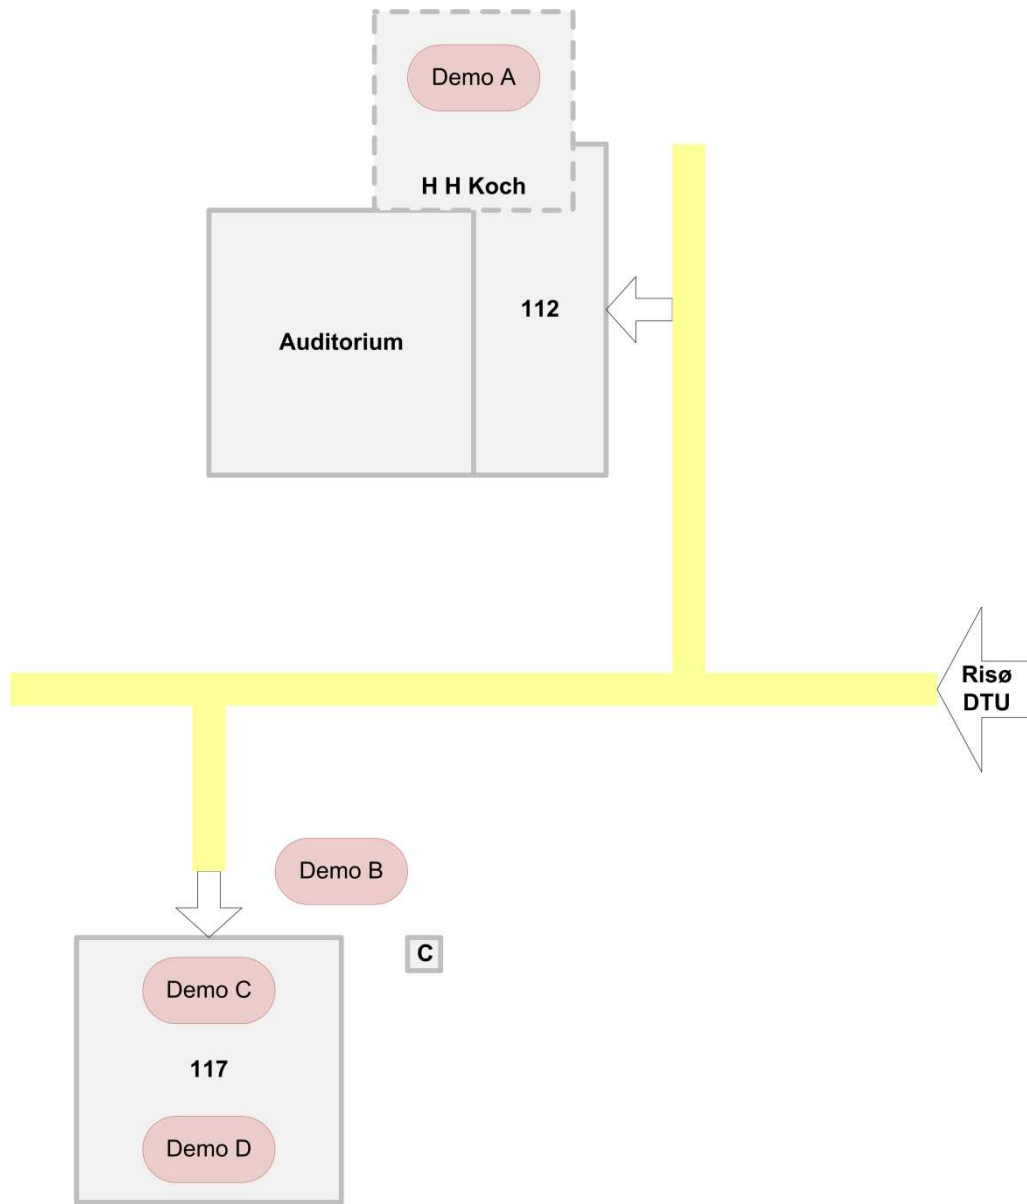 Demo A
H H Koch
112
Auditorium
Risø
DTU
Demo B
C
Demo C
117
Demo D